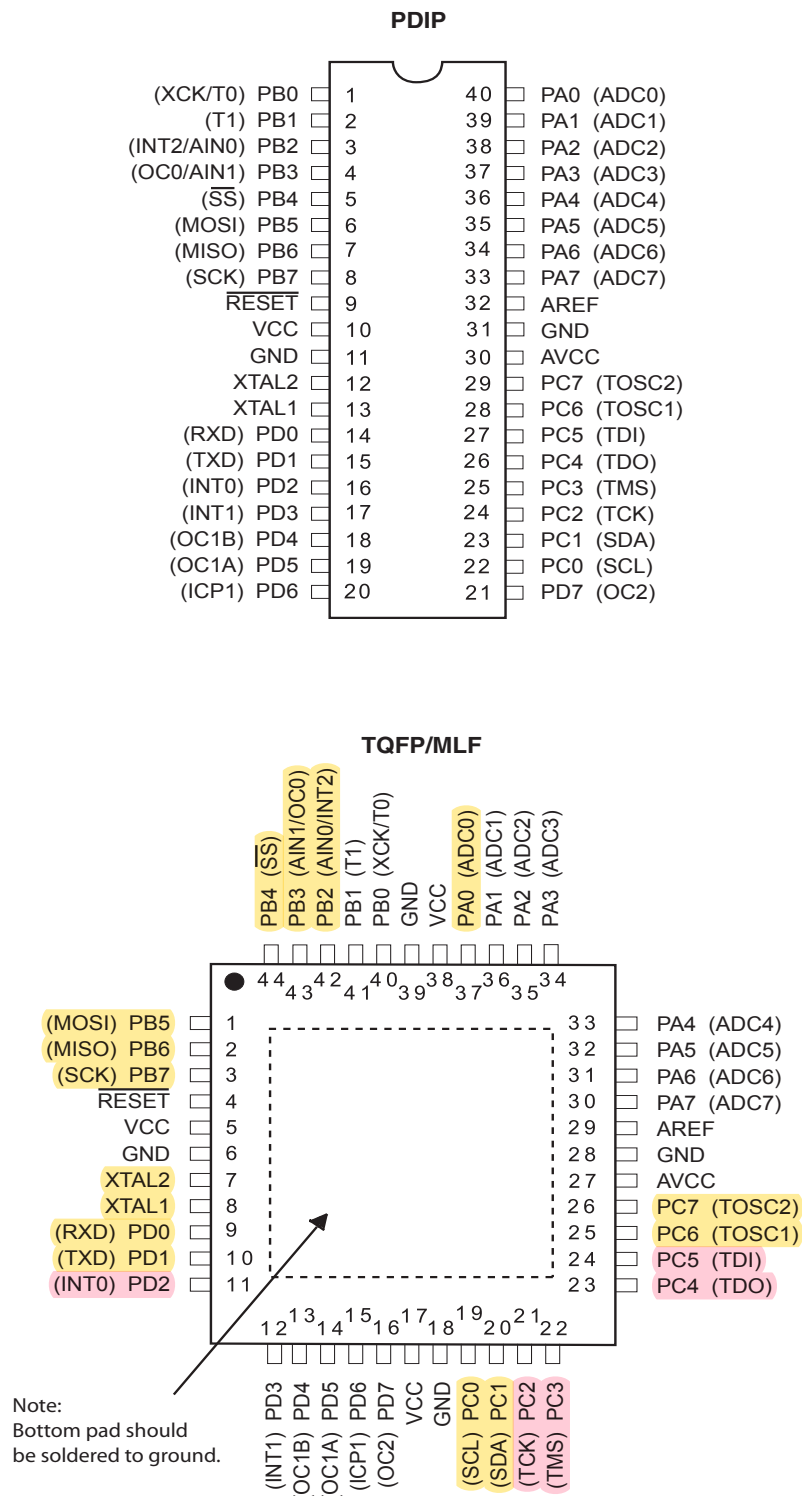 PDIP
(XCK/T0) PB0 1 40 PA0 (ADC0)
(T1) PB1 2 39 PA1 (ADC1)
(INT2/AIN0) PB2 3 38 PA2 (ADC2)
(OC0/AIN1) PB3 4 37 PA3 (ADC3)
(SS) PB4 5 36 PA4 (ADC4)
(MOSI) PB5 6 35 PA5 (ADC5)
(MISO) PB6 7 34 PA6 (ADC6)
(SCK) PB7 8 33 PA7 (ADC7)
RESET 9 32 AREF
VCC 10 31 GND
GND 11 30 AVCC
XTAL2 12 29 PC7 (TOSC2)
XTAL1 13 28 PC6 (TOSC1)
(RXD) PD0 14 27 PC5 (TDI)
(TXD) PD1 15 26 PC4 (TDO)
(INT0) PD2 16 25 PC3 (TMS)
(INT1) PD3 17 24 PC2 (TCK)
(OC1B) PD4 18 23 PC1 (SDA)
(OC1A) PD5 19 22 PC0 (SCL)
(ICP1) PD6 20 21 PD7 (OC2)
TQFP/MLF
PB4 (SS)
PB3 (AIN1/OC0)
PB2 (AIN0/INT2)
PB1 (T1)
PB0 (XCK/T0)
GND
VCC
PA0 (ADC0)
PA1 (ADC1)
PA2 (ADC2)
PA3 (ADC3)
44 43 42 41 40 39 38 37 36 35 34
(MOSI) PB5 1 33 PA4 (ADC4)
(MISO) PB6 2 32 PA5 (ADC5)
(SCK) PB7 3 31 PA6 (ADC6)
RESET 4 30 PA7 (ADC7)
VCC 5 29 AREF
GND 6 28 GND
XTAL2 7 27 AVCC
XTAL1 8 26 PC7 (TOSC2)
(RXD) PD0 9 25 PC6 (TOSC1)
(TXD) PD1 10 24 PC5 (TDI)
(INT0) PD2 11 23 PC4 (TDO)
12 13 14 15 16 17 18 19 20 21 22
(INT1) PD3
OC1B) PD4
OC1A) PD5
(ICP1) PD6
(OC2) PD7
VCC
GND
(SCL) PC0
(SDA) PC1
(TCK) PC2
(TMS) PC3
Note:
Bottom pad should
be soldered to ground.